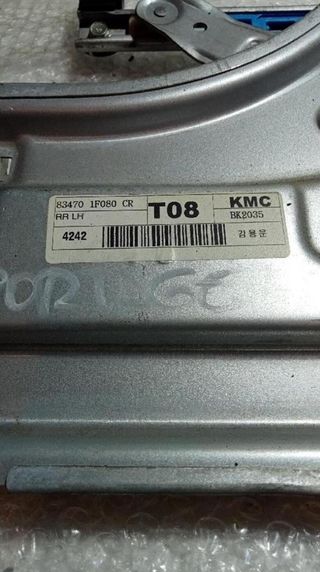 83470 1F080 CR
RR LH
T08
KMC
BK2035
4242
김용운
PORTAGE